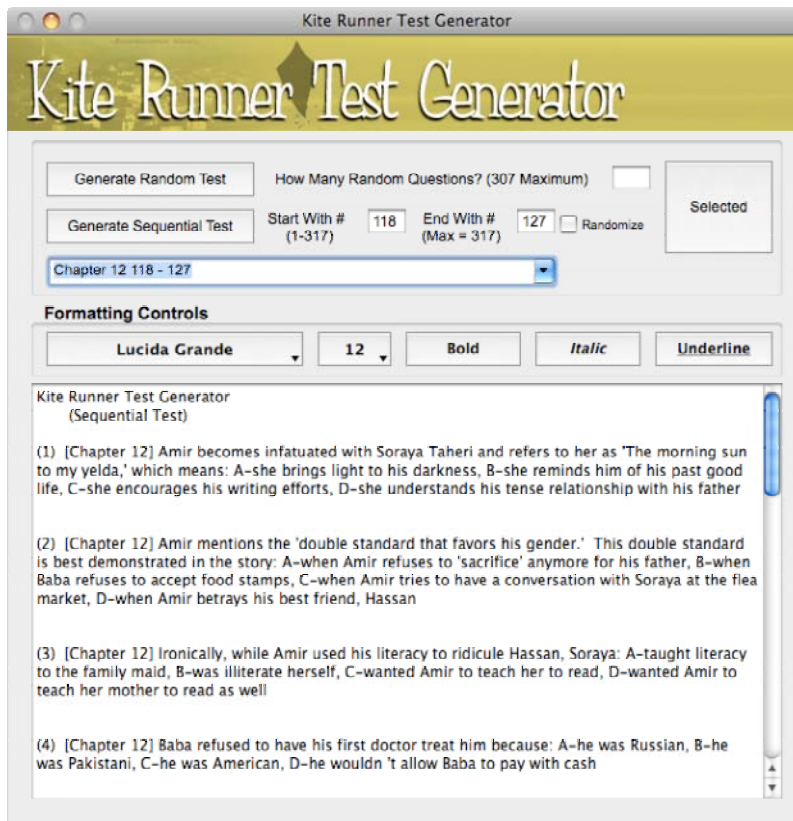 Kite Runner Test Generator
Kite Runner Test Generator
Generate Random Test How Many Random Questions? (307 Maximum)
Selected
Generate Sequential Test Start With # 118 End With # 127 Randomize
(1-317) (Max = 317)
Chapter 12 118 - 127
Formatting Controls
Lucida Grande 12 Bold Italic Underline
Kite Runner Test Generator
(Sequential Test)
(1) [Chapter 12] Amir becomes infatuated with Soraya Taheri and refers to her as 'The morning sun
to my yelda,' which means: A-she brings light to his darkness, B-she reminds him of his past good
life, C-she encourages his writing efforts, D-she understands his tense relationship with his father
(2) [Chapter 12] Amir mentions the 'double standard that favors his gender.' This double standard
is best demonstrated in the story: A-when Amir refuses to 'sacrifice' anymore for his father, B-when
Baba refuses to accept food stamps, C-when Amir tries to have a conversation with Soraya at the flea
market, D-when Amir betrays his best friend, Hassan
(3) [Chapter 12] Ironically, while Amir used his literacy to ridicule Hassan, Soraya: A-taught literacy
to the family maid, B-was illiterate herself, C-wanted Amir to teach her to read, D-wanted Amir to
teach her mother to read as well
(4) [Chapter 12] Baba refused to have his first doctor treat him because: A-he was Russian, B-he
was Pakistani, C-he was American, D-he wouldn 't allow Baba to pay with cash